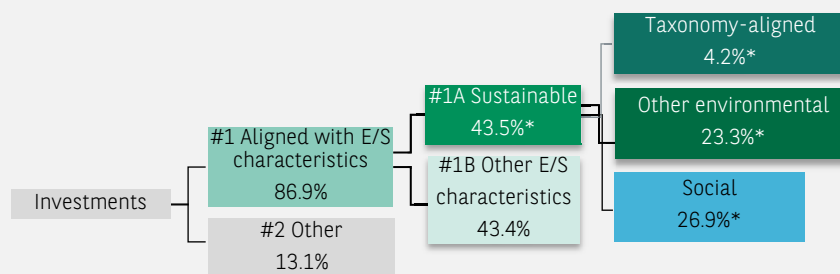 Investments
#1 Aligned with E/S
characteristics
86.9%
#2 Other
13.1%
#1A Sustainable
43.5%*
#1B Other E/S
characteristics
43.4%
Taxonomy-aligned
4.2%*
Other environmental
23.3%*
Social
26.9%*